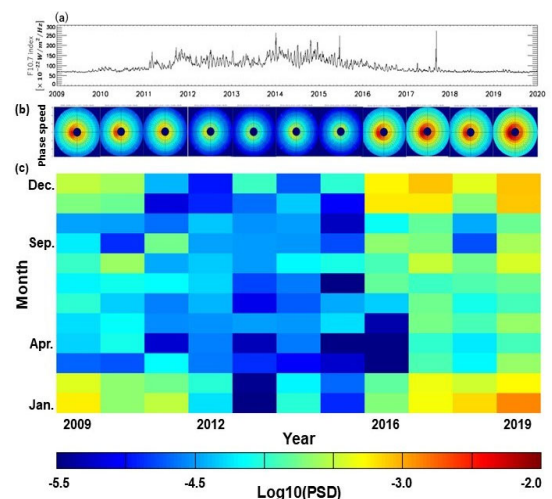 (a)
F10.7 Index
[× 10⁻²² W / m² / Hz]
300
250
200
150
100
50
2009 2010 2011 2012 2013 2014 2015 2016 2017 2018 2019 2020
(b)
Phase speed
(c)
Dec.
Sep.
Apr.
Jan.
Month
2009 2012 2016 2019
Year
-5.5 -4.5 -3.0 -2.0
Log10(PSD)